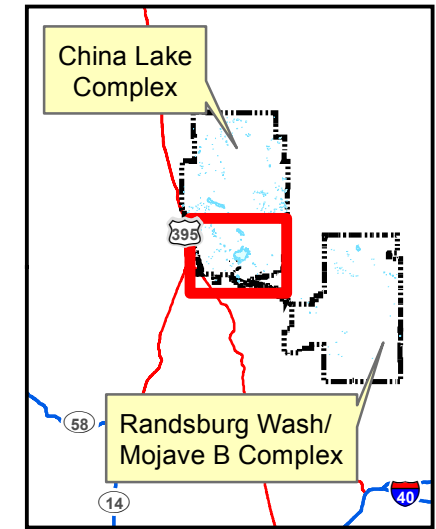 China Lake
Complex
395
58
Randsburg Wash/
Mojave B Complex
14
40